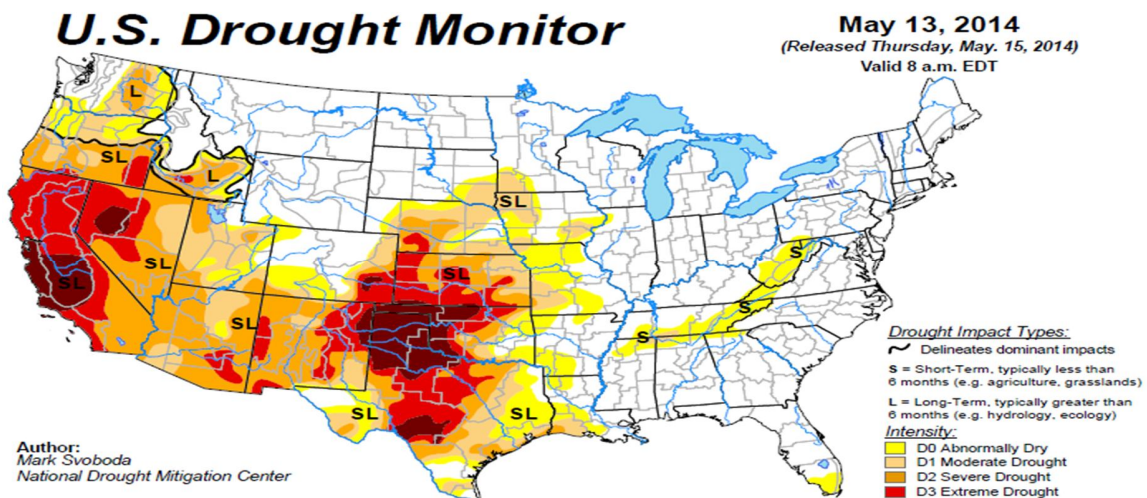 U.S. Drought Monitor
May 13, 2014
(Released Thursday, May. 15, 2014)
Valid 8 a.m. EDT
L
SL
L
SL
SL
SL
SL
SL
SL
SL
S
S
S
Drought Impact Types:
Delineates dominant impacts
S = Short-Term, typically less than
6 months (e.g. agriculture, grasslands)
L = Long-Term, typically greater than
6 months (e.g. hydrology, ecology)
Intensity:
D0 Abnormally Dry
D1 Moderate Drought
D2 Severe Drought
D3 Extreme Drought
Author:
Mark Svoboda
National Drought Mitigation Center